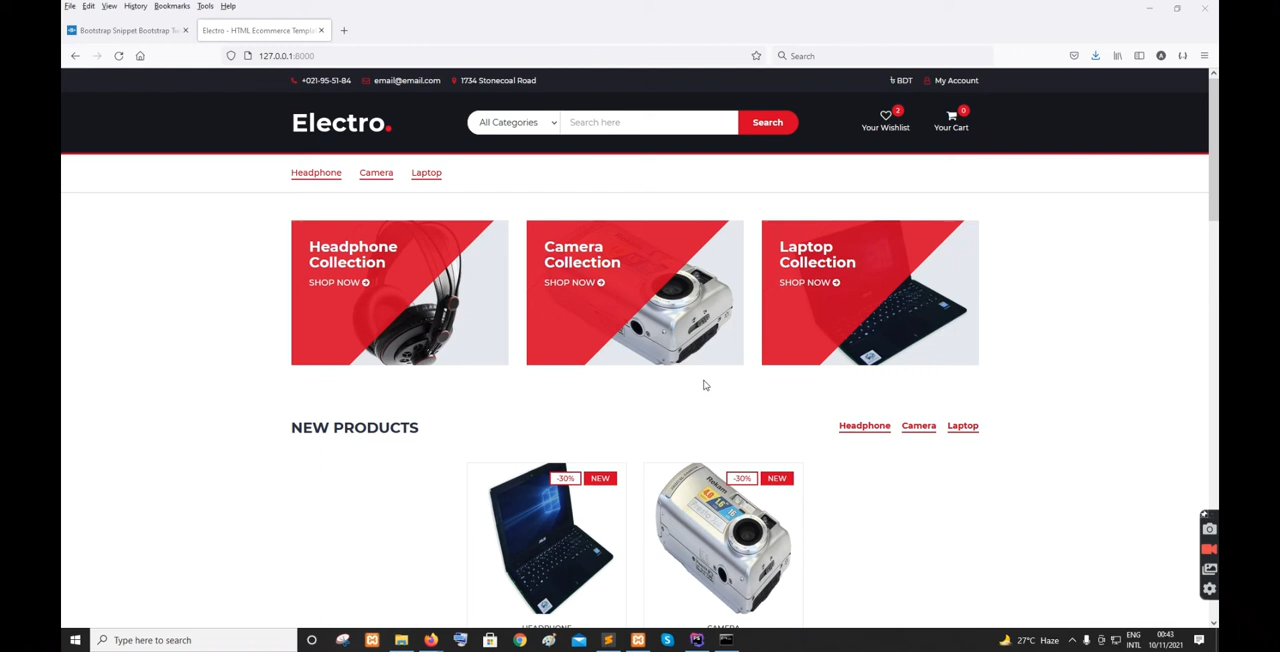 File Edit View History Bookmarks Tools Help
Bootstrap Snippet Bootstrap
Electro - HTML Ecommerce Templa
127.0.0.1:8000
Search
+021-95-51-84 email@email.com 1734 Stonecoal Road
৳ BDT My Account
Electro.
All Categories Search here Search
2
Your Wishlist
0
Your Cart
Headphone Camera Laptop
Headphone
Collection
SHOP NOW
Camera
Collection
SHOP NOW
Laptop
Collection
SHOP NOW
NEW PRODUCTS
Headphone Camera Laptop
-30% NEW
-30% NEW
Rekam
HEADPHONE
CAMERA
Type here to search
27°C Haze
ENG
INTL
00:43
10/11/2021